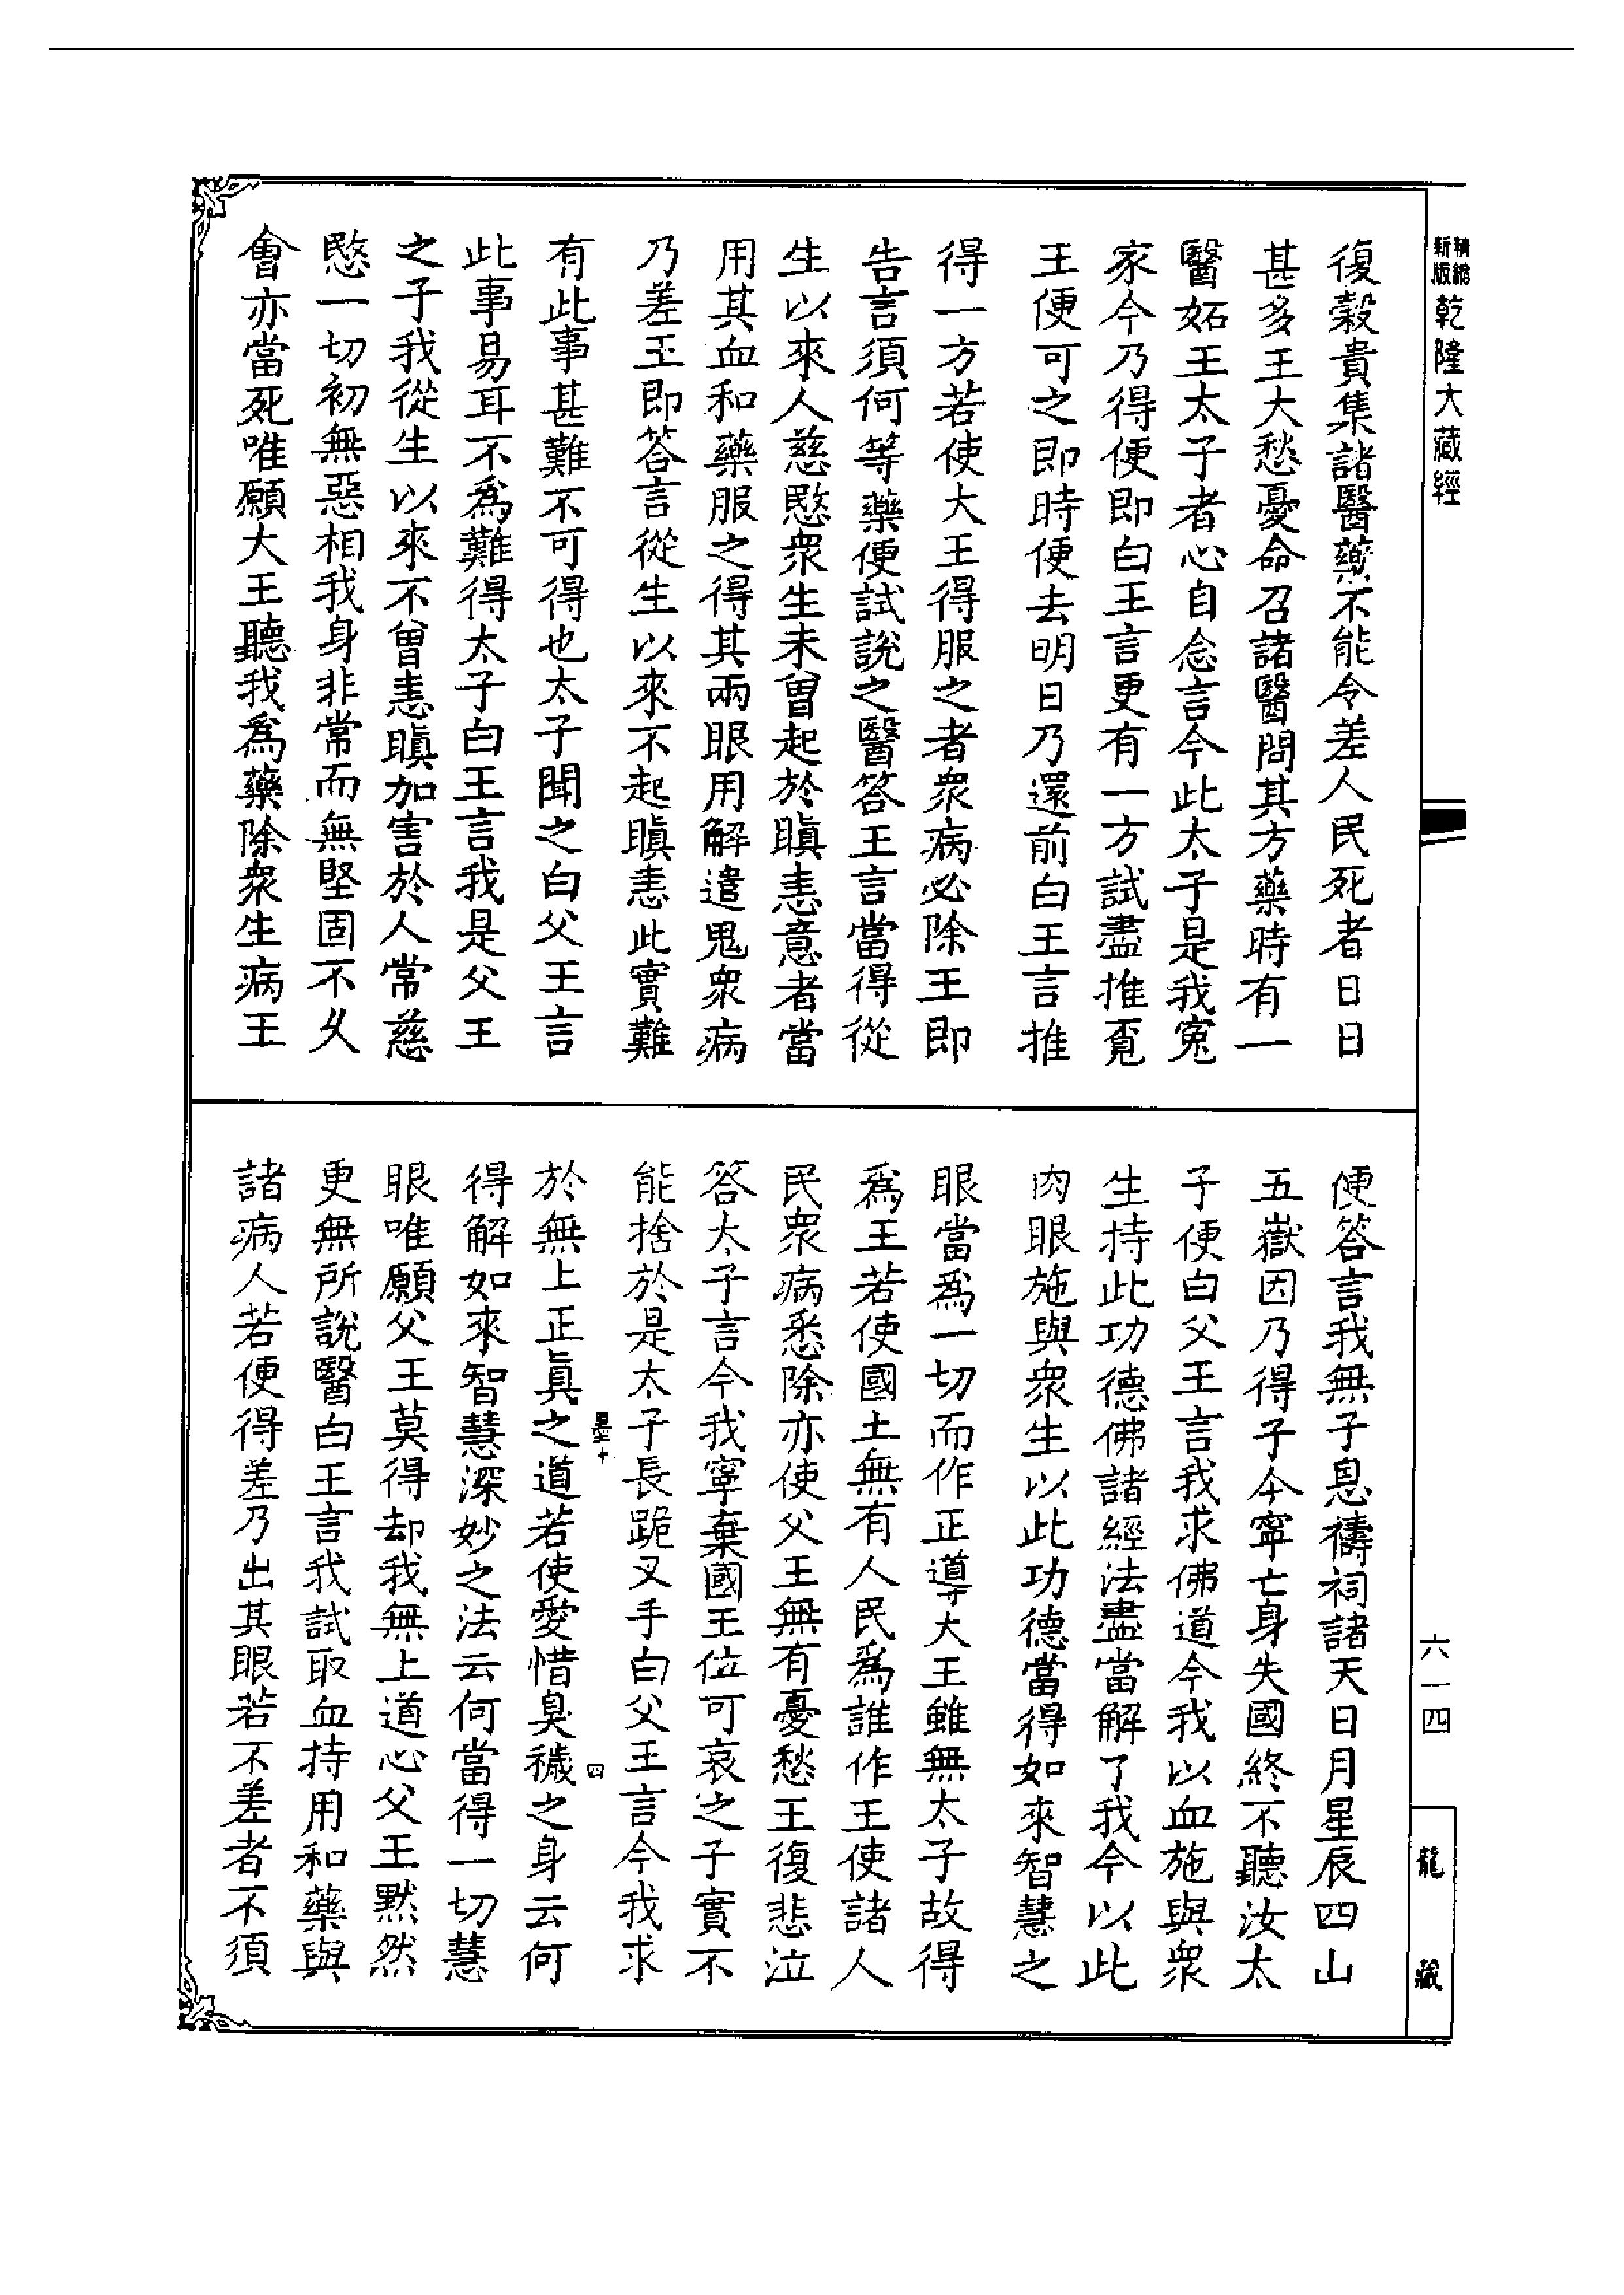 精縮
新版
乾隆大藏經
復穀貴集諸醫藥不能令差人民死者日日
甚多王大愁憂命召諸醫問其方藥時有一
醫妬王太子者心自念言今此太子是我寃
家今乃得便即白王言更有一方試盡推覔
王便可之即時便去明日乃還前白王言推
得一方若使大王得服之者衆病必除王即
告言須何等藥便試說之醫答王言當得從
生以來人慈愍衆生未曾起於瞋恚意者當
用其血和藥服之得其兩眼用解遣鬼衆病
乃差王即答言從生以來不起瞋恚此實難
有此事甚難不可得也太子聞之白父王言
此事易耳不爲難得太子白王言我是父王
之子我從生以來不曾恚瞋加害於人常慈
愍一切初無惡相我身非常而無堅固不久
會亦當死唯願大王聽我爲藥除衆生病王
便答言我無子息禱祠諸天日月星辰四山
五嶽因乃得子今寧亡身失國終不聽汝太
子便白父王言我求佛道今我以血施與衆
生持此功德佛諸經法盡當解了我今以此
肉眼施與衆生以此功德當得如來智慧之
眼當爲一切而作正導大王雖無太子故得
爲王若使國土無有人民爲誰作王使諸人
民衆病悉除亦使父王無有憂愁王復悲泣
答太子言今我寧棄國王位可哀之子實不
能捨於是太子長跪叉手白父王言今我求
墨十
四
於無上正眞之道若使愛惜臭穢之身云何
得解如來智慧深妙之法云何當得一切慧
眼唯願父王莫得却我無上道心父王默然
更無所說醫白王言我試取血持用和藥與
諸病人若便得差乃出其眼若不差者不須
六一四
龍藏